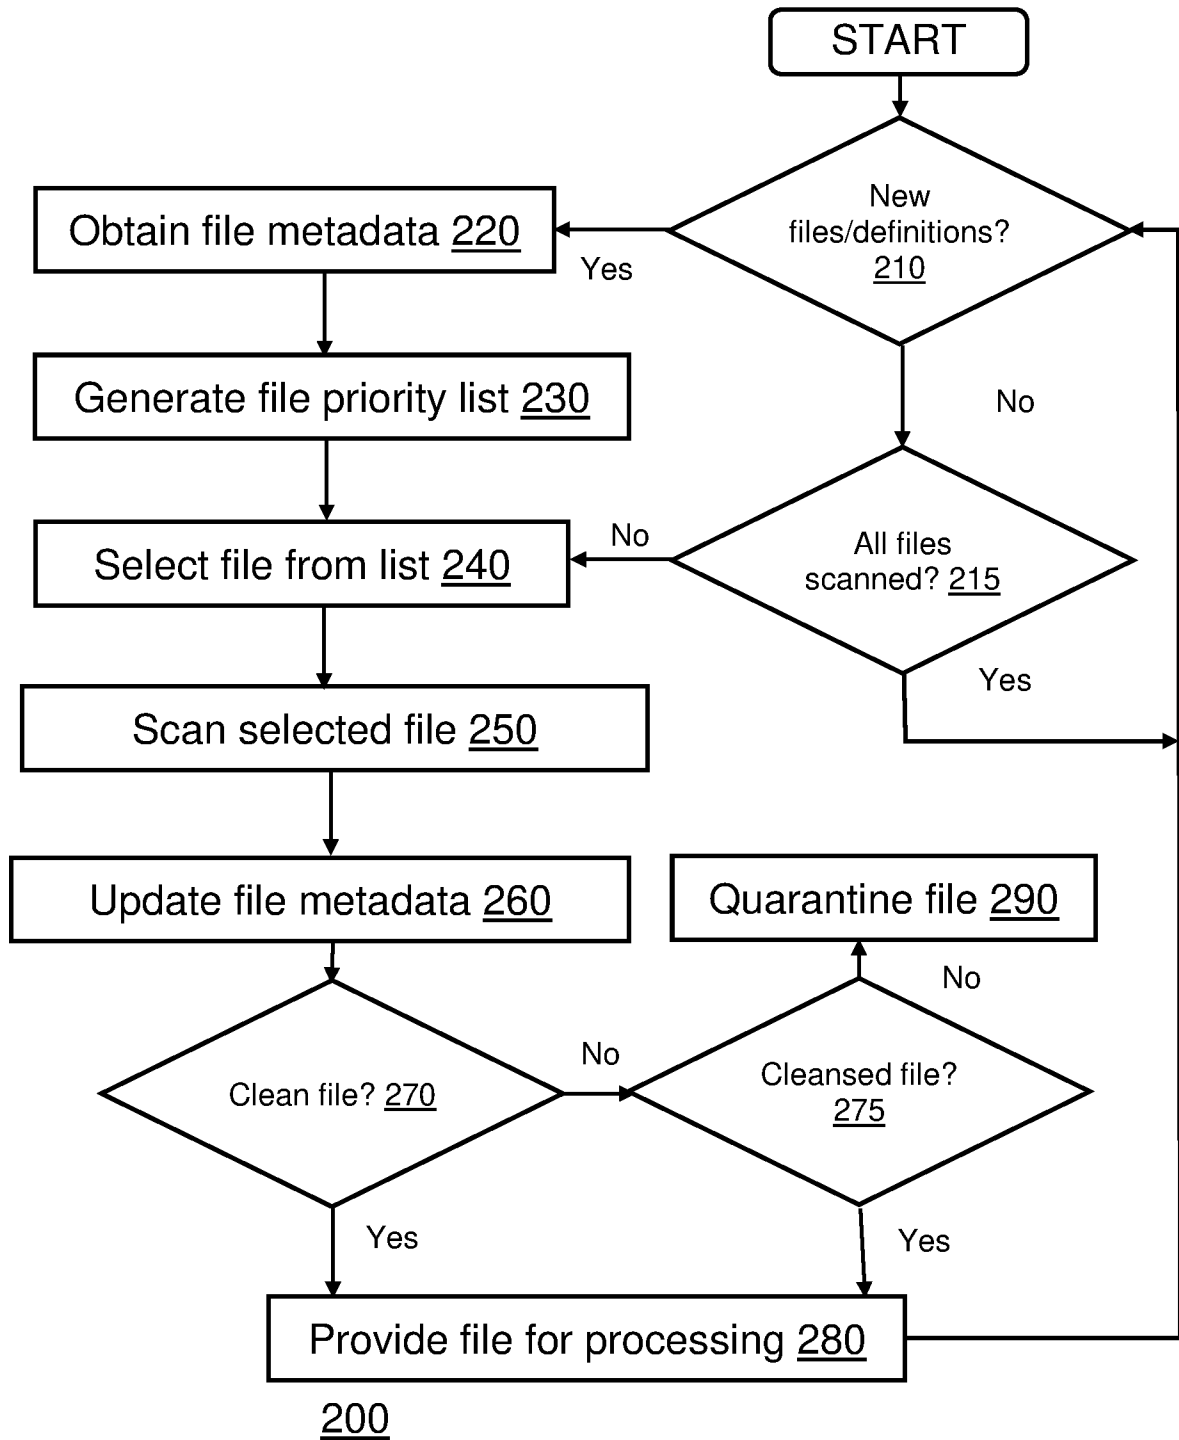 START
New
files/definitions?
210
Obtain file metadata 220
Yes
Generate file priority list 230
No
No
All files
scanned? 215
Select file from list 240
Yes
Scan selected file 250
Update file metadata 260
Quarantine file 290
No
No
Cleansed file?
275
Clean file? 270
Yes
Yes
Provide file for processing 280
200